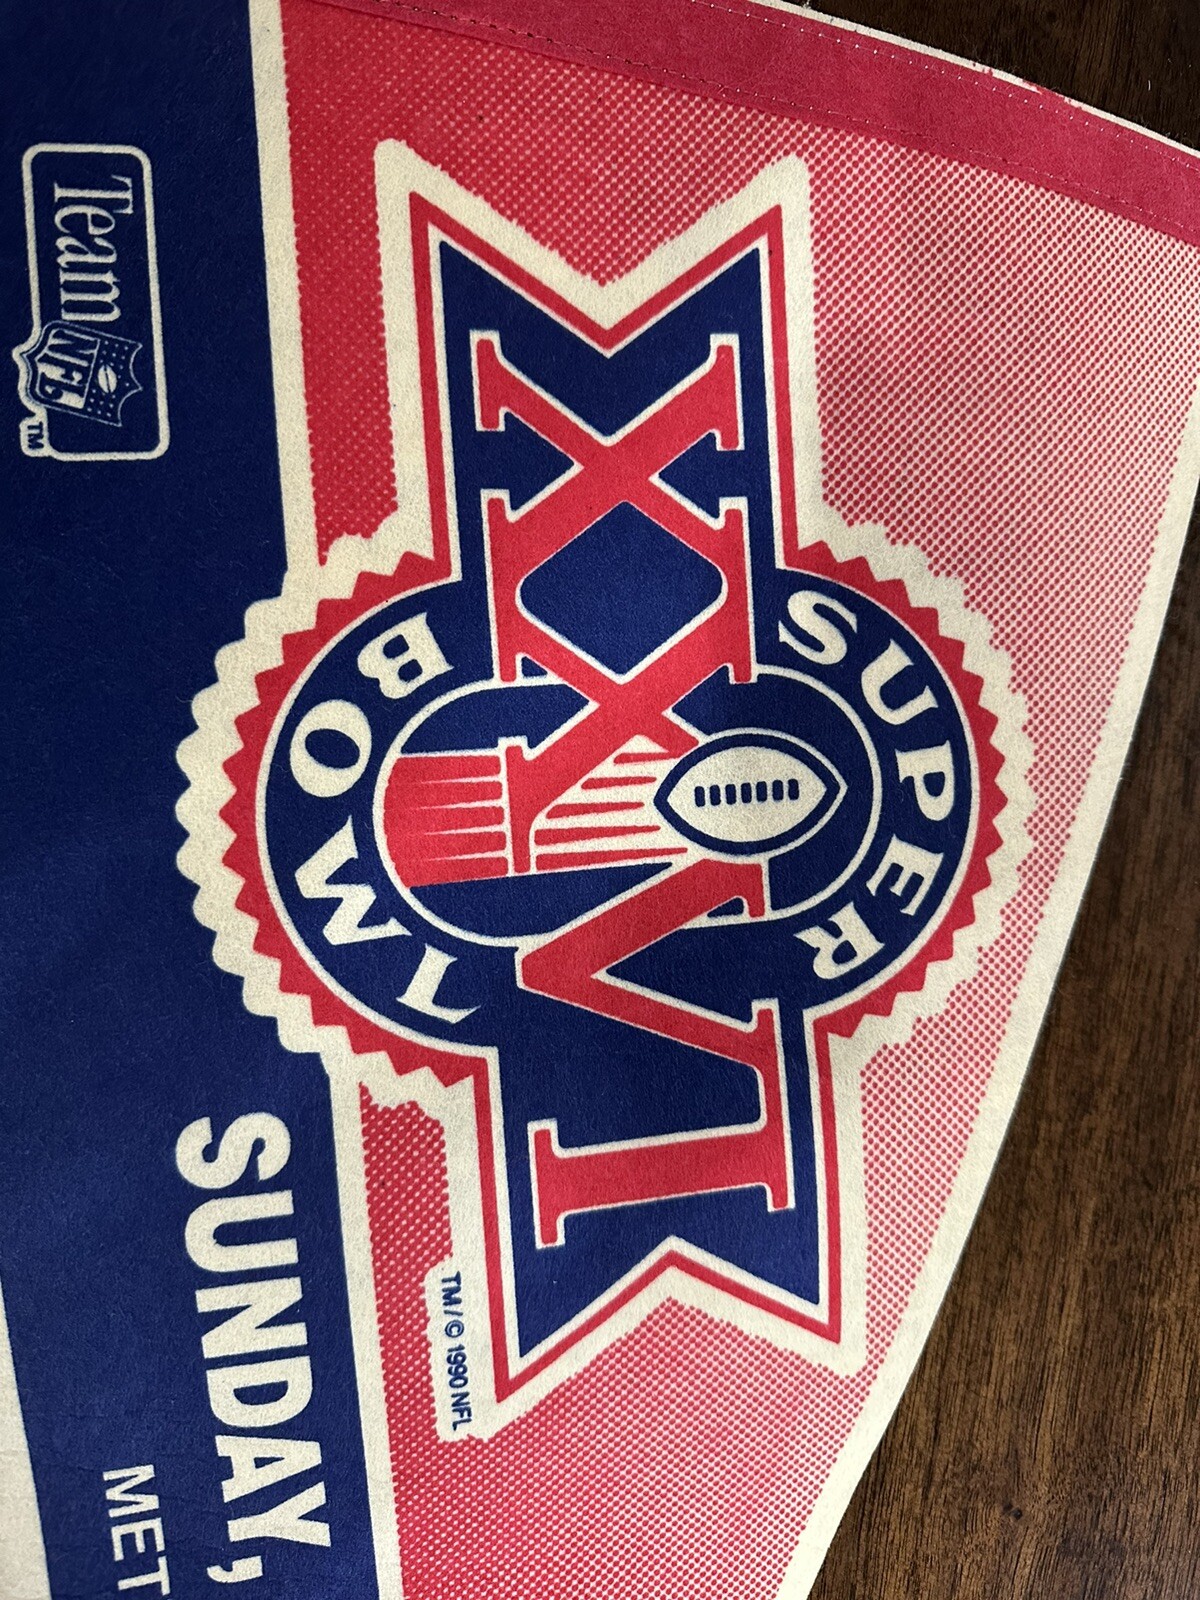 SUPER
XXVI
BOWL
TM / © 1990 NFL
Team NFL
TM
SUNDAY,
MET